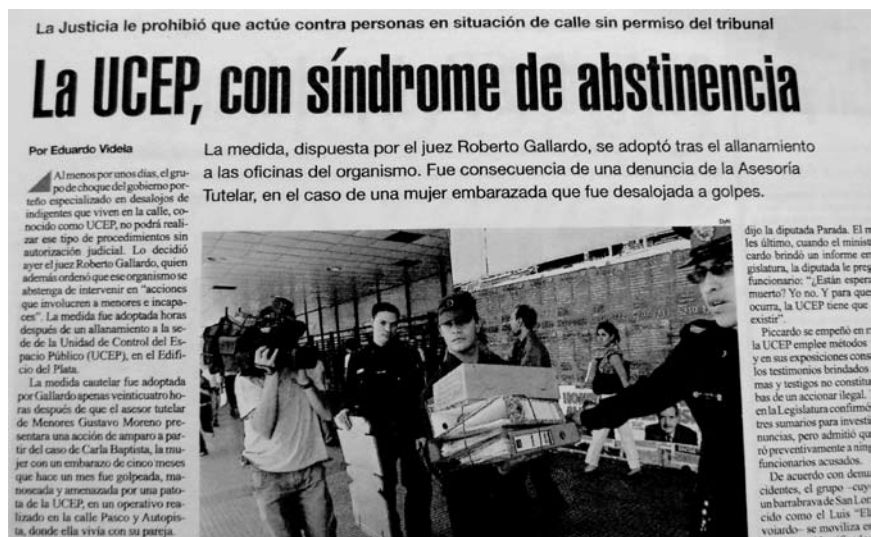 La Justicia le prohibió que actúe contra personas en situación de calle sin permiso del tribunal
La UCEP, con síndrome de abstinencia
Por Eduardo Videla
La medida, dispuesta por el juez Roberto Gallardo, se adoptó tras el allanamiento
a las oficinas del organismo. Fue consecuencia de una denuncia de la Asesoría
Tutelar, en el caso de una mujer embarazada que fue desalojada a golpes.
Al menos por unos días, el gru-
po de choque del gobierno por-
teño especializado en desalojos de
indigentes que viven en la calle, co-
nocido como UCEP, no podrá reali-
zar ese tipo de procedimientos sin
autorización judicial. Lo decidió
ayer el juez Roberto Gallardo, quien
además ordenó que ese organismo se
abstenga de intervenir en “acciones
que involucren a menores e incapa-
ces”. La medida fue adoptada horas
después de un allanamiento a la se-
de de la Unidad de Control del Es-
pacio Público (UCEP), en el Edifi-
cio del Plata.
La medida cautelar fue adoptada
por Gallardo apenas veinticuatro ho-
ras después de que el asesor tutelar
de Menores Gustavo Moreno pre-
sentara una acción de amparo a par-
tir del caso de Carla Baptista, la mu-
jer con un embarazo de cinco meses
que hace un mes fue golpeada, ma-
noseada y amenazada por una pato-
ta de la UCEP, en un operativo rea-
lizado en la calle Pasco y Autopis-
ta, donde ella vivía con su pareja.
DyN
dijo la diputada Parada. El m
les último, cuando el minist
cardo brindó un informe en
gislatura, la diputada le preg
funcionario: “¿Están espera
muerto? Yo no. Y para que
ocurra, la UCEP tiene que
existir”.
Piccardo se empeñó en n
la UCEP emplee métodos
y en sus exposiciones cons
los testimonios brindados
mas y testigos no constitu
bas de un accionar ilegal.
en la Legislatura confirmó
tres sumarios para investi
nuncias, pero admitió qu
ró preventivamente a ning
funcionarios acusados.
De acuerdo con denu
cidentes, el grupo –cuy
un barrabrava de San Lor
cido como el Luis “El
voiardo– se moviliza en